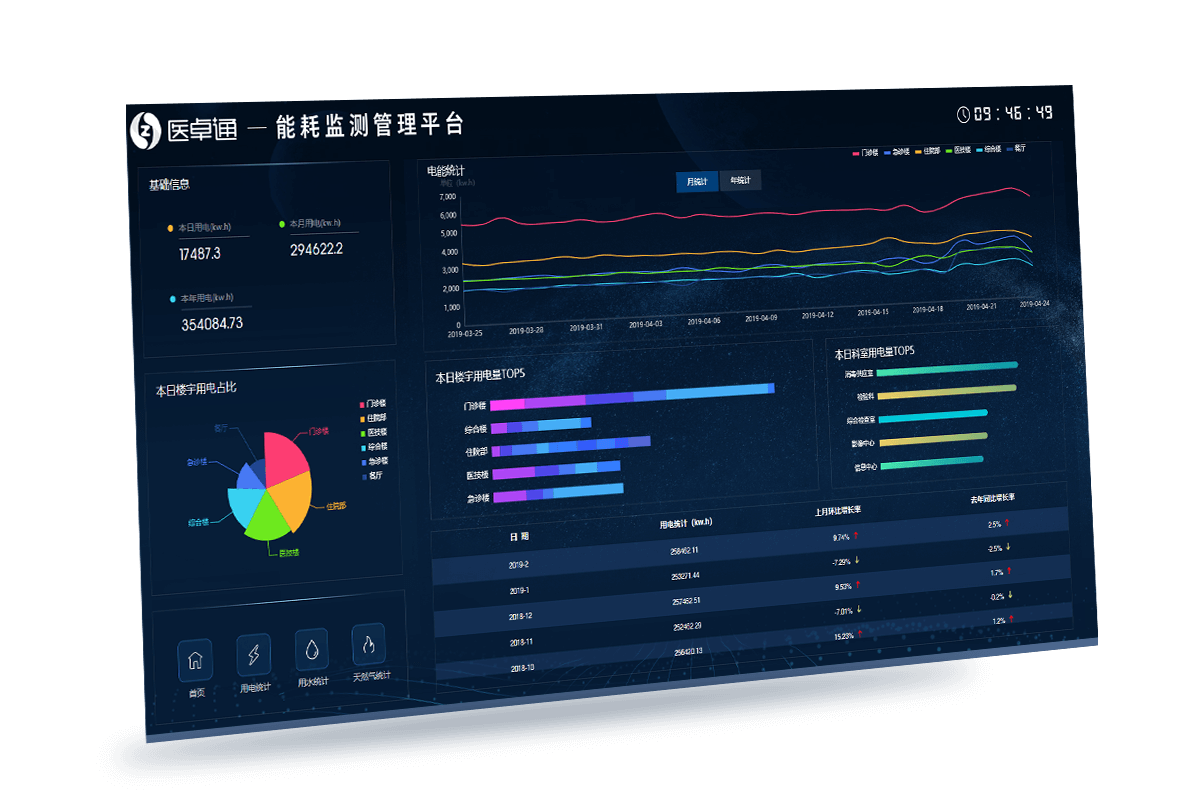 医卓通 — 能耗监测管理平台
09 : 46 : 49
基础信息
本日用电(kw.h)
17487.3
本月用电(kw.h)
294622.2
本年用电(kw.h)
354084.73
电能统计
单位 (kw.h)
月统计 年统计
门诊楼 急诊楼 住院部 医技楼 综合楼 客厅
7,000
6,000
5,000
4,000
3,000
2,000
1,000
0
2019-03-25 2019-03-28 2019-03-31 2019-04-03 2019-04-06 2019-04-09 2019-04-12 2019-04-15 2019-04-18 2019-04-21 2019-04-24
本日楼宇用电占比
门诊楼
住院部
医技楼
综合楼
急诊楼
客厅
客厅
门诊楼
急诊楼
住院部
综合楼
医技楼
本日楼宇用电量TOP5
门诊楼
综合楼
住院部
医技楼
急诊楼
本日科室用电量TOP5
消毒供应室
检验科
综合检查室
影像中心
信息中心
日 期 用电统计 (kw.h) 上月环比增长率 去年同比增长率
2019-2 258462.11 9.74% ↑ 2.5% ↑
2019-1 253271.44 -7.29% ↓ -2.5% ↓
2018-12 257462.51 9.53% ↑ 1.7% ↑
2018-11 252462.29 -7.01% ↓ -0.2% ↓
2018-10 256420.13 15.23% ↑ 1.2% ↑
首页 用电统计 用水统计 天然气统计